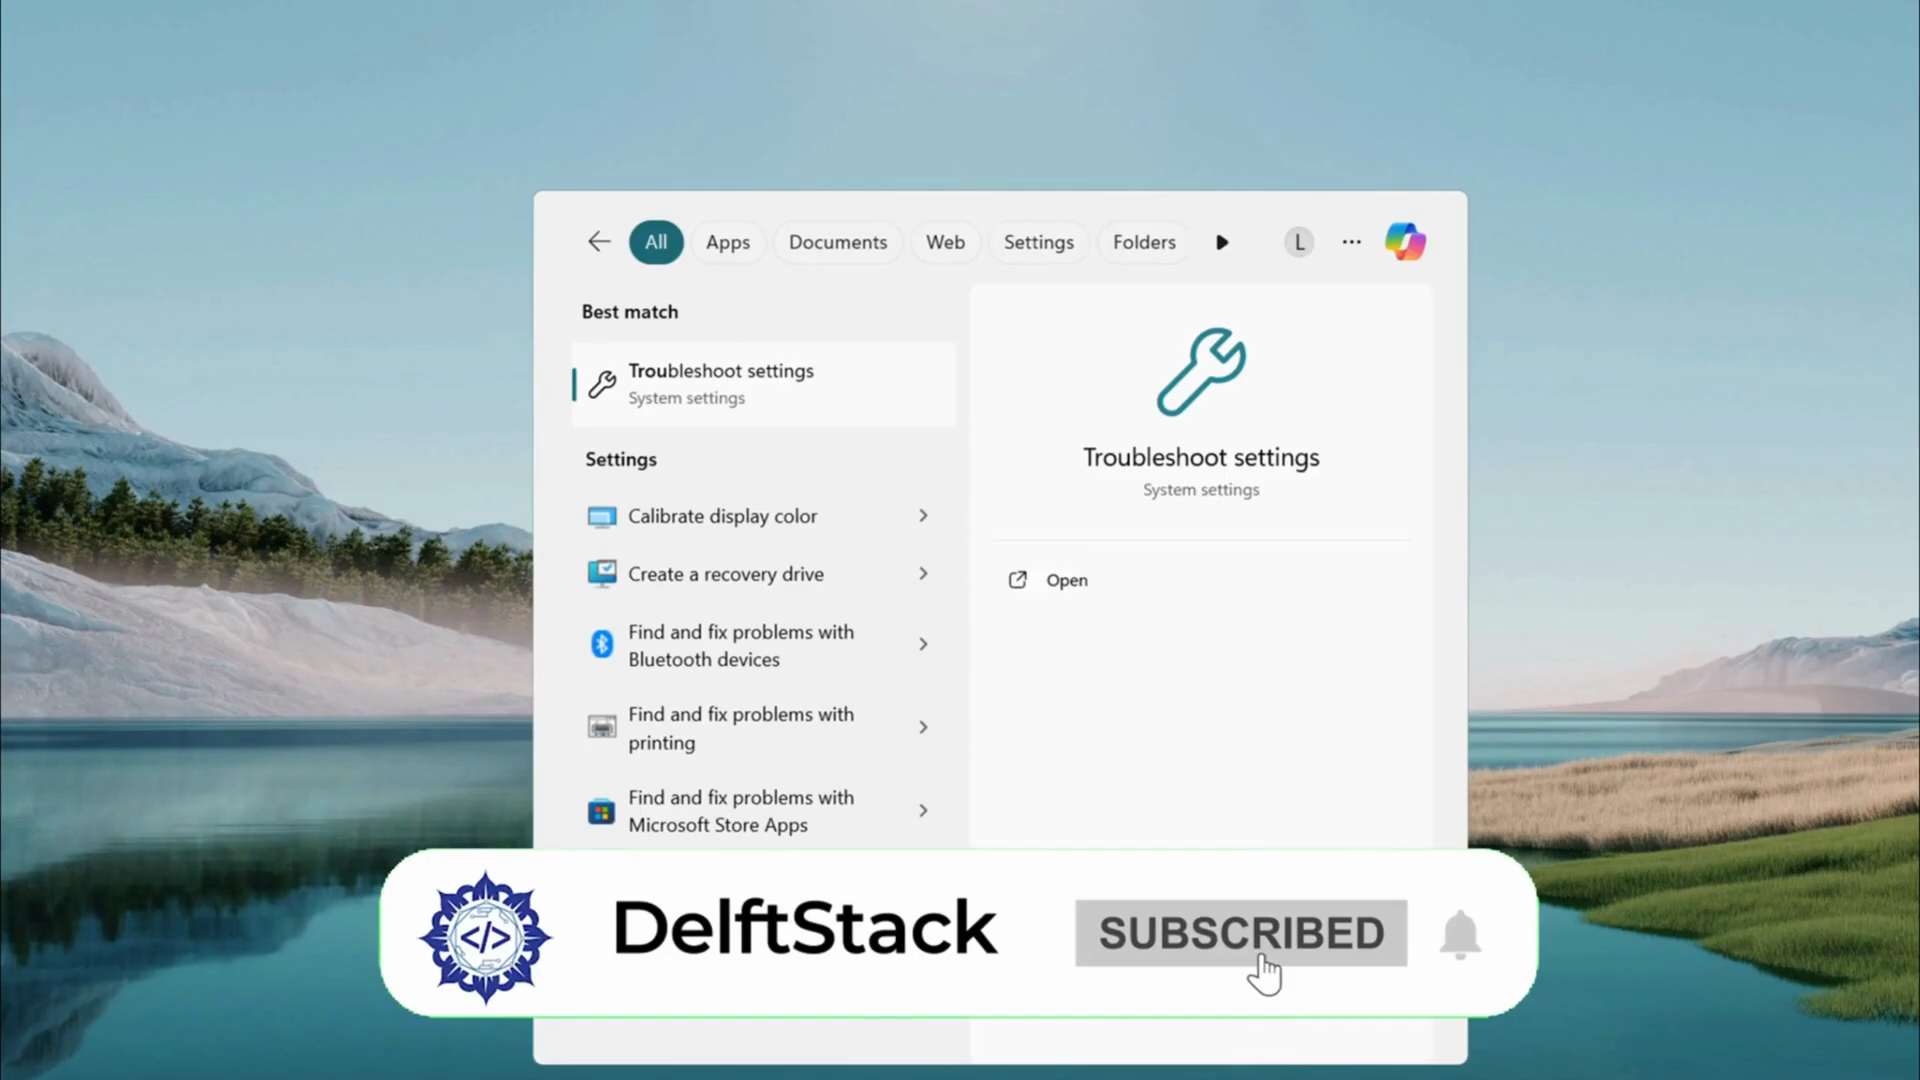 All
Apps
Documents
Web
Settings
Folders
L
Best match
Troubleshoot settings
System settings
Settings
Calibrate display color
Create a recovery drive
Find and fix problems with
Bluetooth devices
Find and fix problems with
printing
Find and fix problems with
Microsoft Store Apps
Troubleshoot settings
System settings
Open
</>
DelftStack
SUBSCRIBED